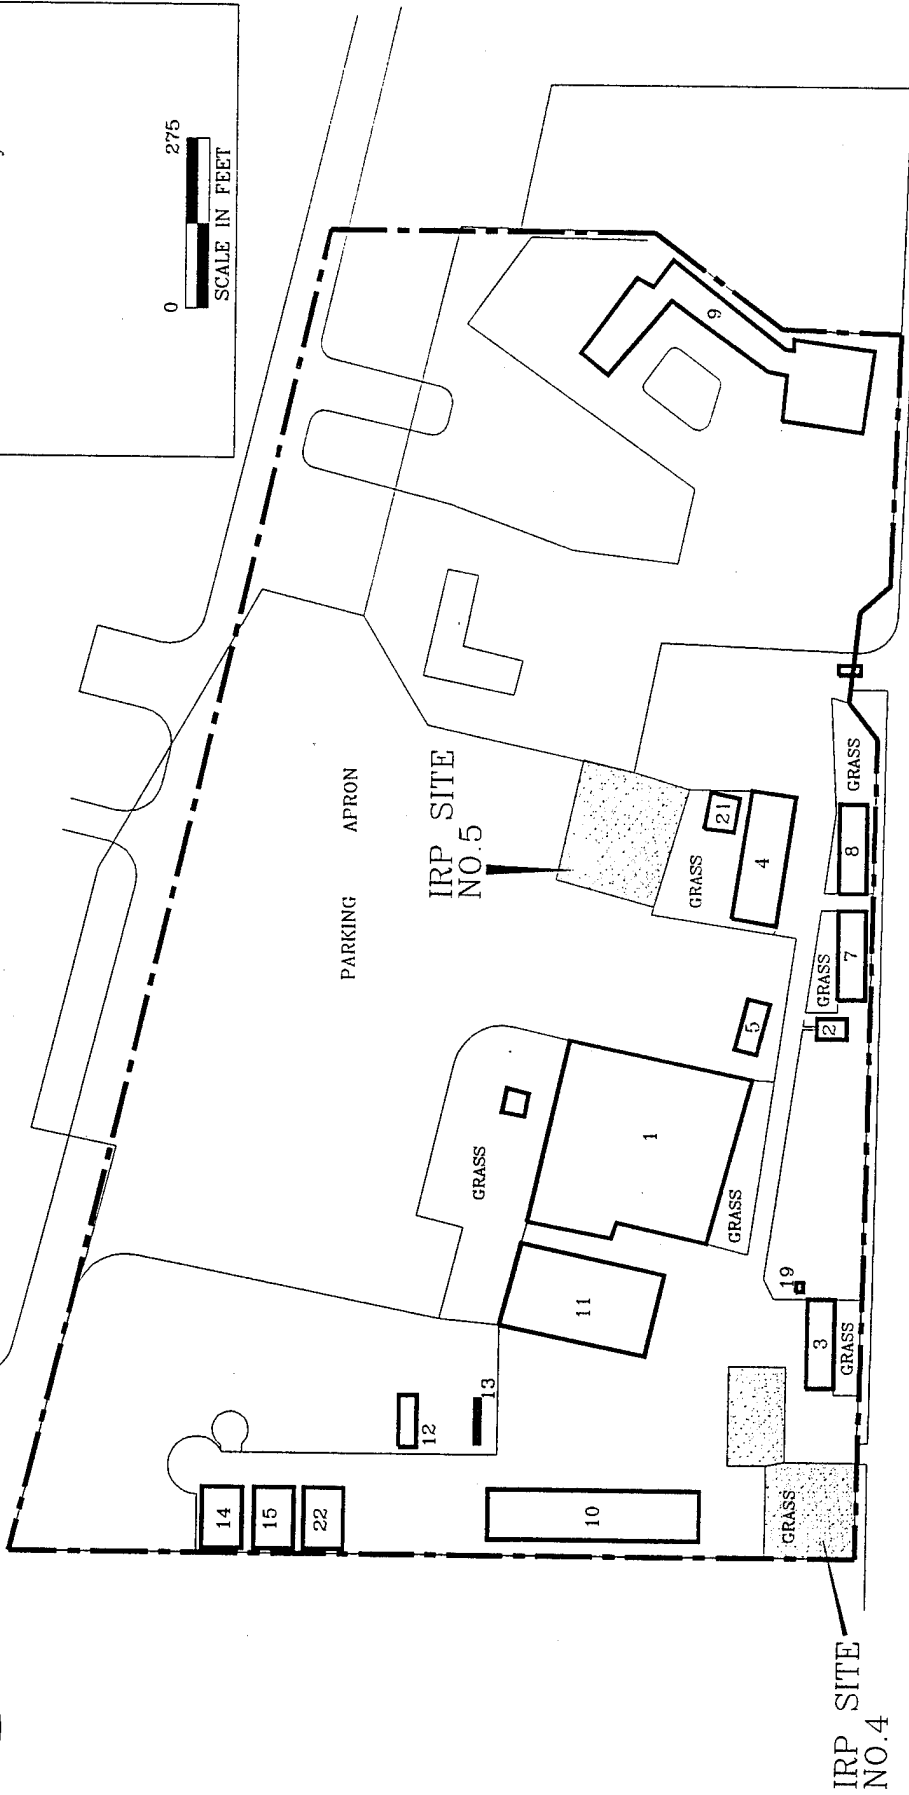 0 275
SCALE IN FEET
PARKING APRON
IRP SITE
NO.5
9
GRASS
21
4
GRASS
8
GRASS
7
2
5
GRASS
1
GRASS
11
19
3
GRASS
12
13
14
15
22
10
GRASS
IRP SITE
NO.4